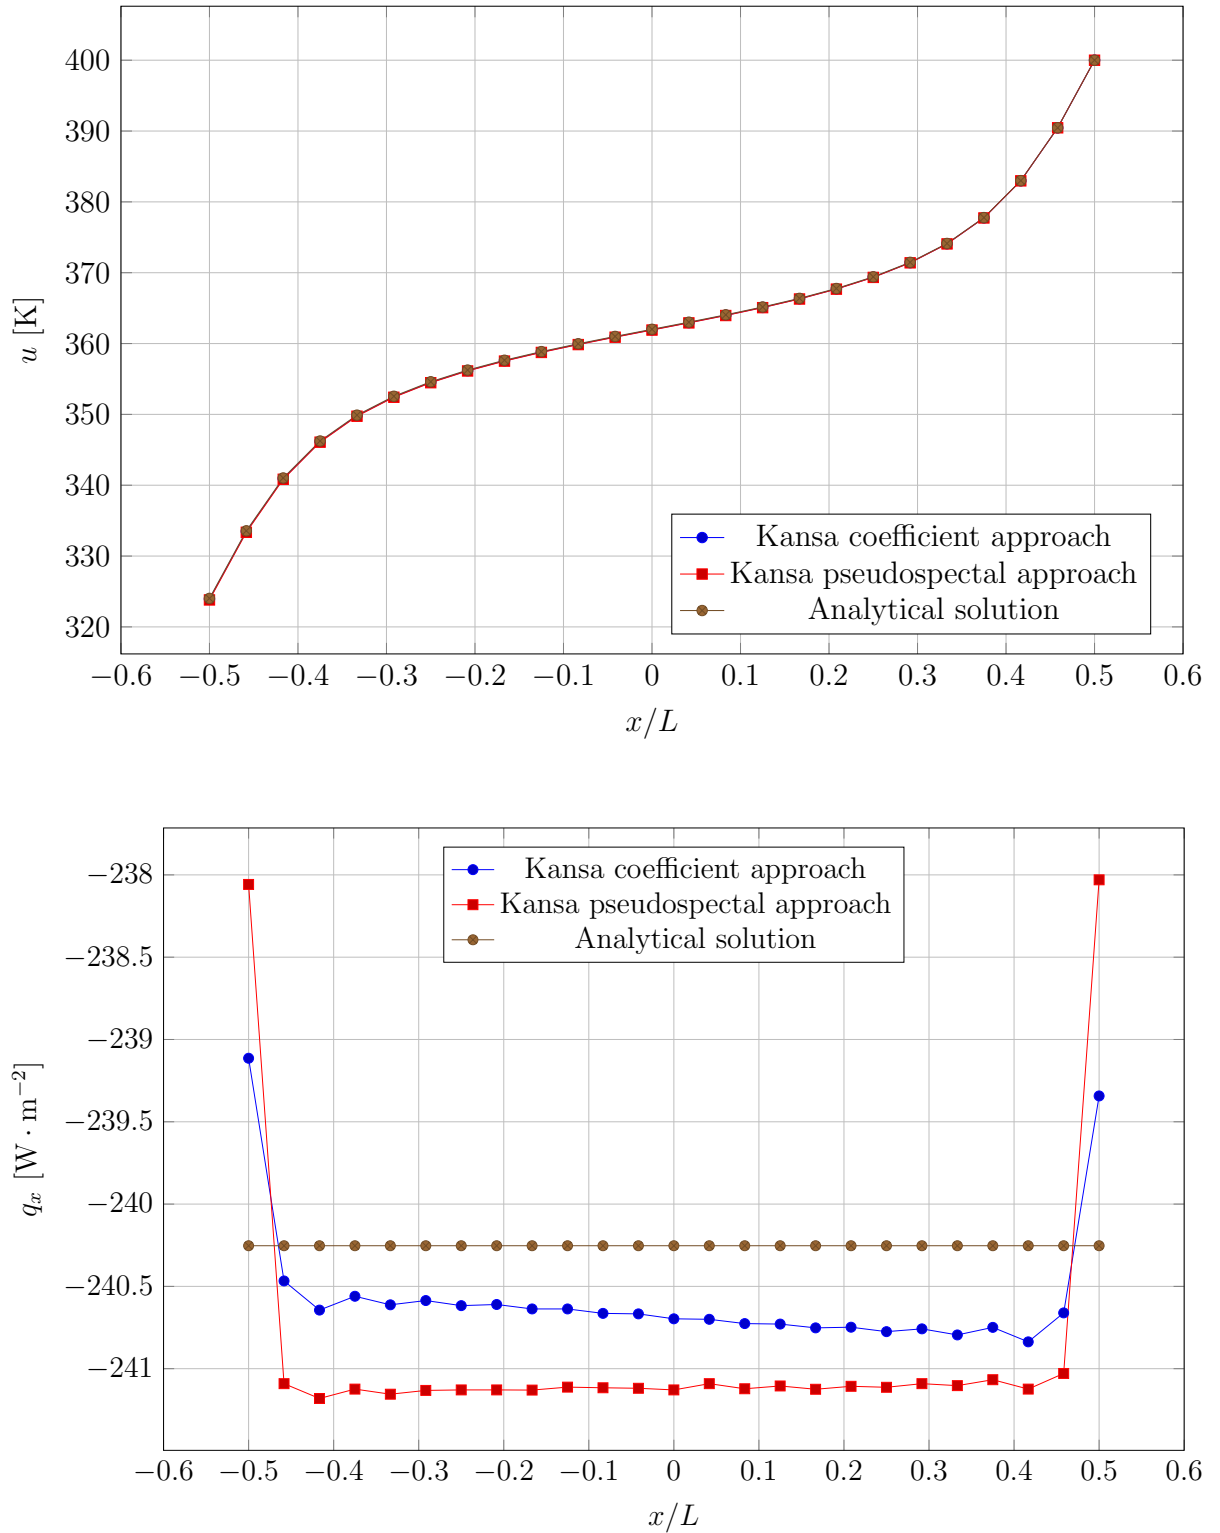 400
390
380
370
360
350
340
330
320
u [K]
Kansa coefficient approach
Kansa pseudospectal approach
Analytical solution
−0.6 −0.5 −0.4 −0.3 −0.2 −0.1 0 0.1 0.2 0.3 0.4 0.5 0.6
x/L
−238
−238.5
−239
−239.5
−240
−240.5
−241
q_x [W · m⁻²]
Kansa coefficient approach
Kansa pseudospectal approach
Analytical solution
−0.6 −0.5 −0.4 −0.3 −0.2 −0.1 0 0.1 0.2 0.3 0.4 0.5 0.6
x/L